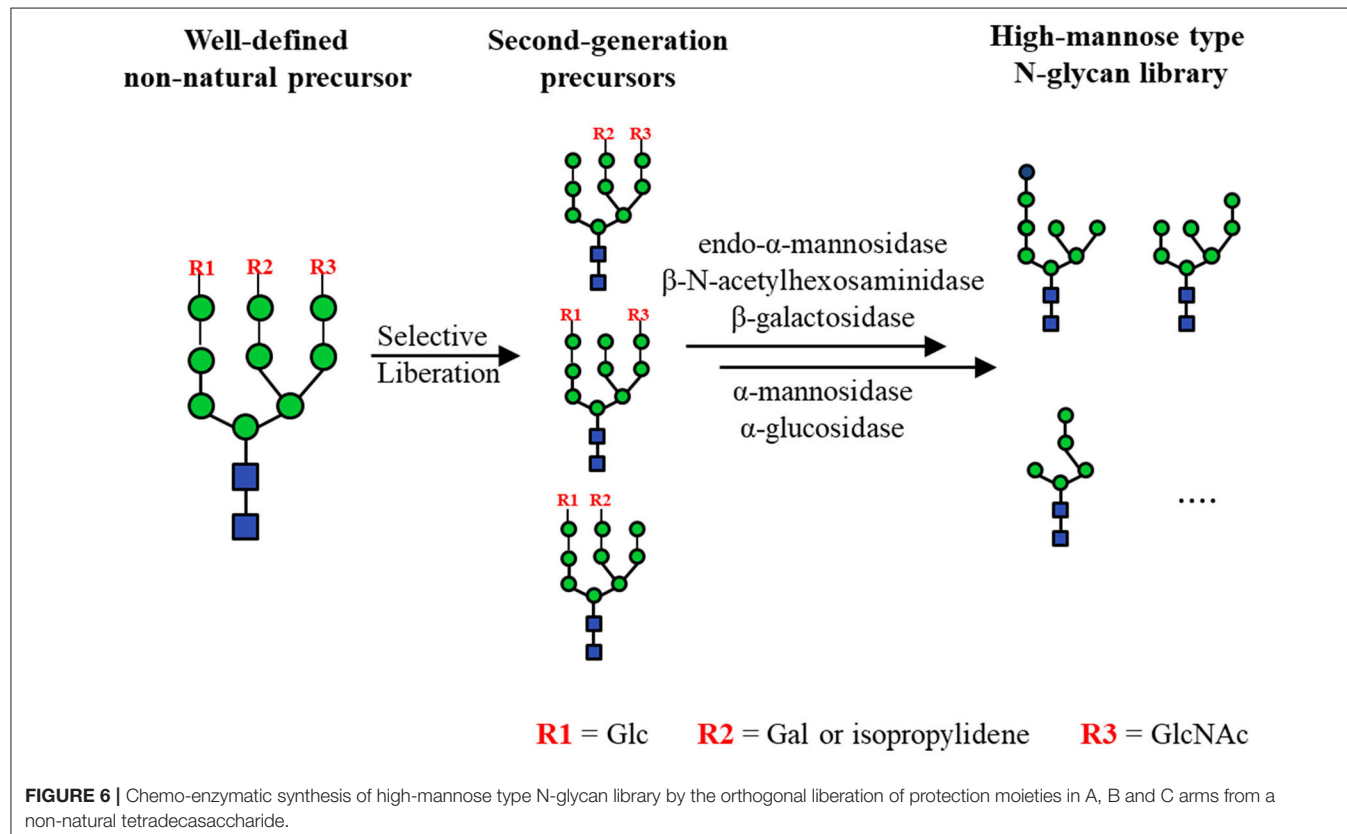 Well-defined
non-natural precursor
Second-generation
precursors
High-mannose type
N-glycan library
R1 R2 R3
Selective
Liberation
R2 R3
R1 R3
R1 R2
endo-α-mannosidase
β-N-acetylhexosaminidase
β-galactosidase
α-mannosidase
α-glucosidase
....
R1 = Glc R2 = Gal or isopropylidene R3 = GlcNAc
FIGURE 6 | Chemo-enzymatic synthesis of high-mannose type N-glycan library by the orthogonal liberation of protection moieties in A, B and C arms from a
non-natural tetradecasaccharide.